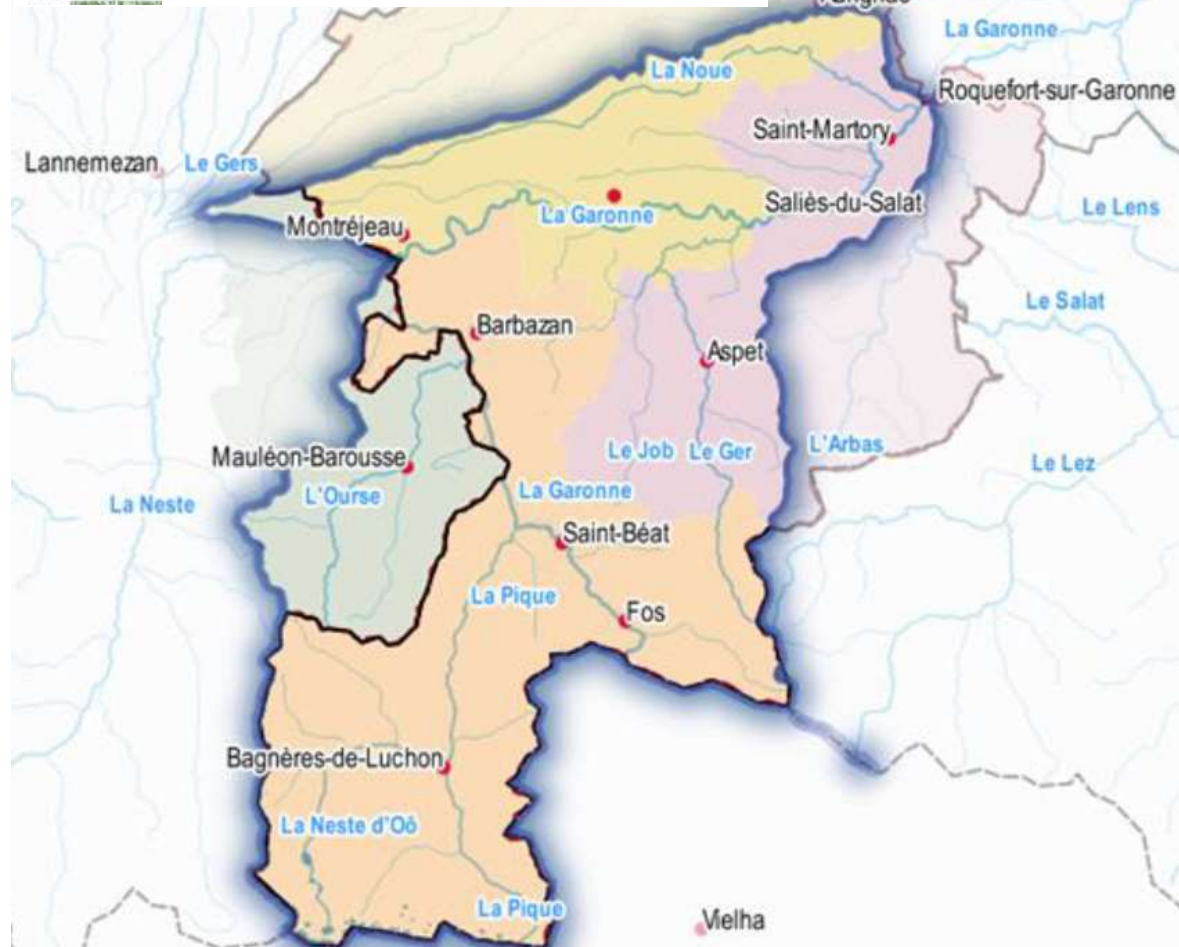 La Garonne
La Noue
Roquefort-sur-Garonne
Saint-Martory
Lannemezan
Le Gers
Saliès-du-Salat
La Garonne
Le Lens
Montréjeau
Le Salat
Barbazan
Aspet
L'Arbas
Mauléon-Barousse
Le Job
Le Ger
Le Lez
L'Ourse
La Garonne
La Neste
Saint-Béat
La Pique
Fos
Bagnères-de-Luchon
La Neste d'Oô
La Pique
Vielha